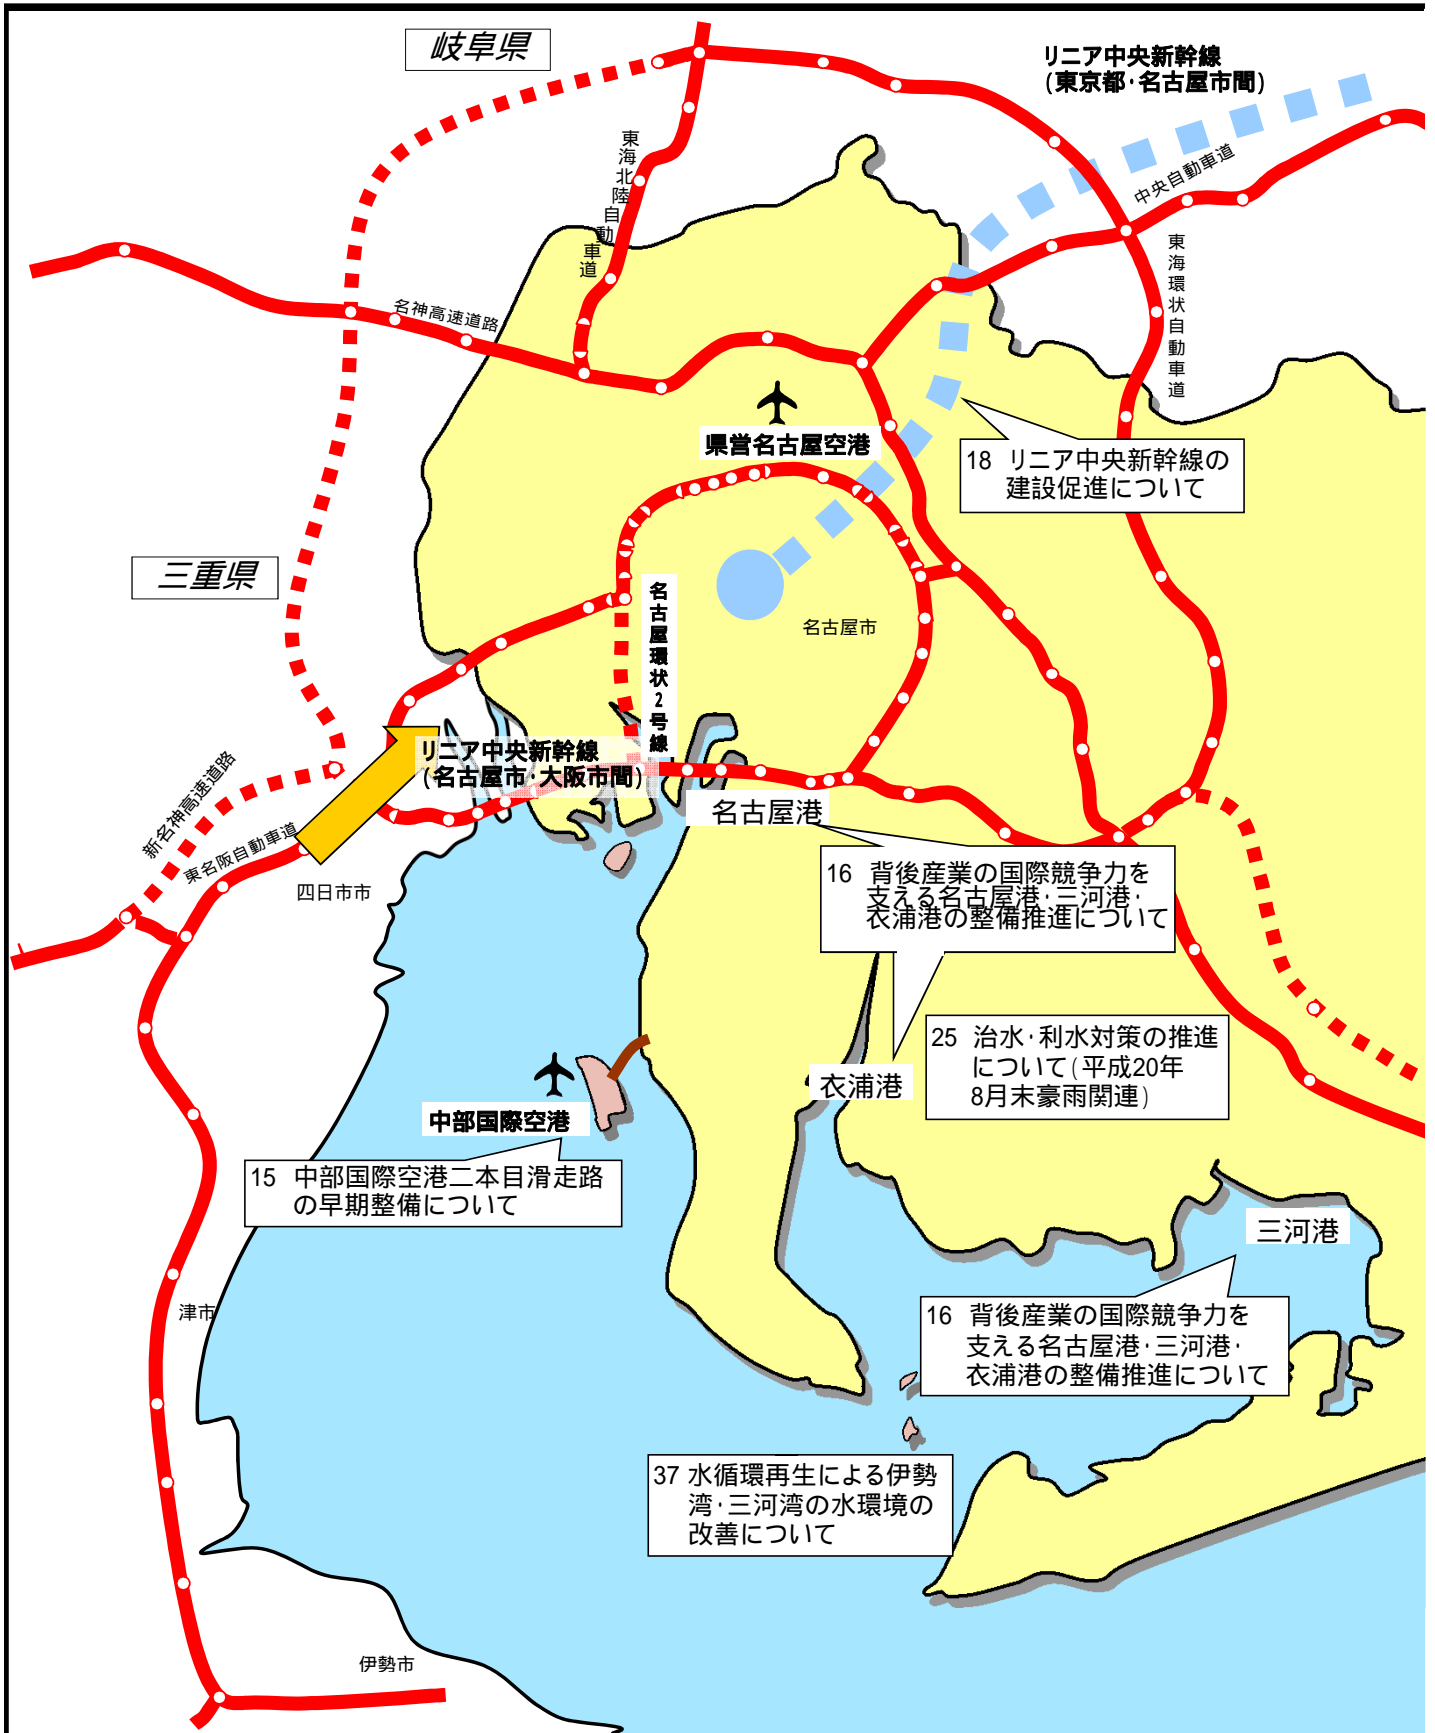 岐阜県
リニア中央新幹線
(東京都・名古屋市間)
東海北陸自動車道
中央自動車道
東海環状自動車道
名神高速道路
県営名古屋空港
18 リニア中央新幹線の
建設促進について
三重県
名古屋環状2号線
名古屋市
リニア中央新幹線
(名古屋市・大阪市間)
新名神高速道路
東名阪自動車道
四日市市
名古屋港
16 背後産業の国際競争力を
支える名古屋港・三河港・
衣浦港の整備推進について
25 治水・利水対策の推進
について(平成20年
8月末豪雨関連)
衣浦港
中部国際空港
15 中部国際空港二本目滑走路
の早期整備について
三河港
津市
16 背後産業の国際競争力を
支える名古屋港・三河港・
衣浦港の整備推進について
37 水循環再生による伊勢
湾・三河湾の水環境の
改善について
伊勢市